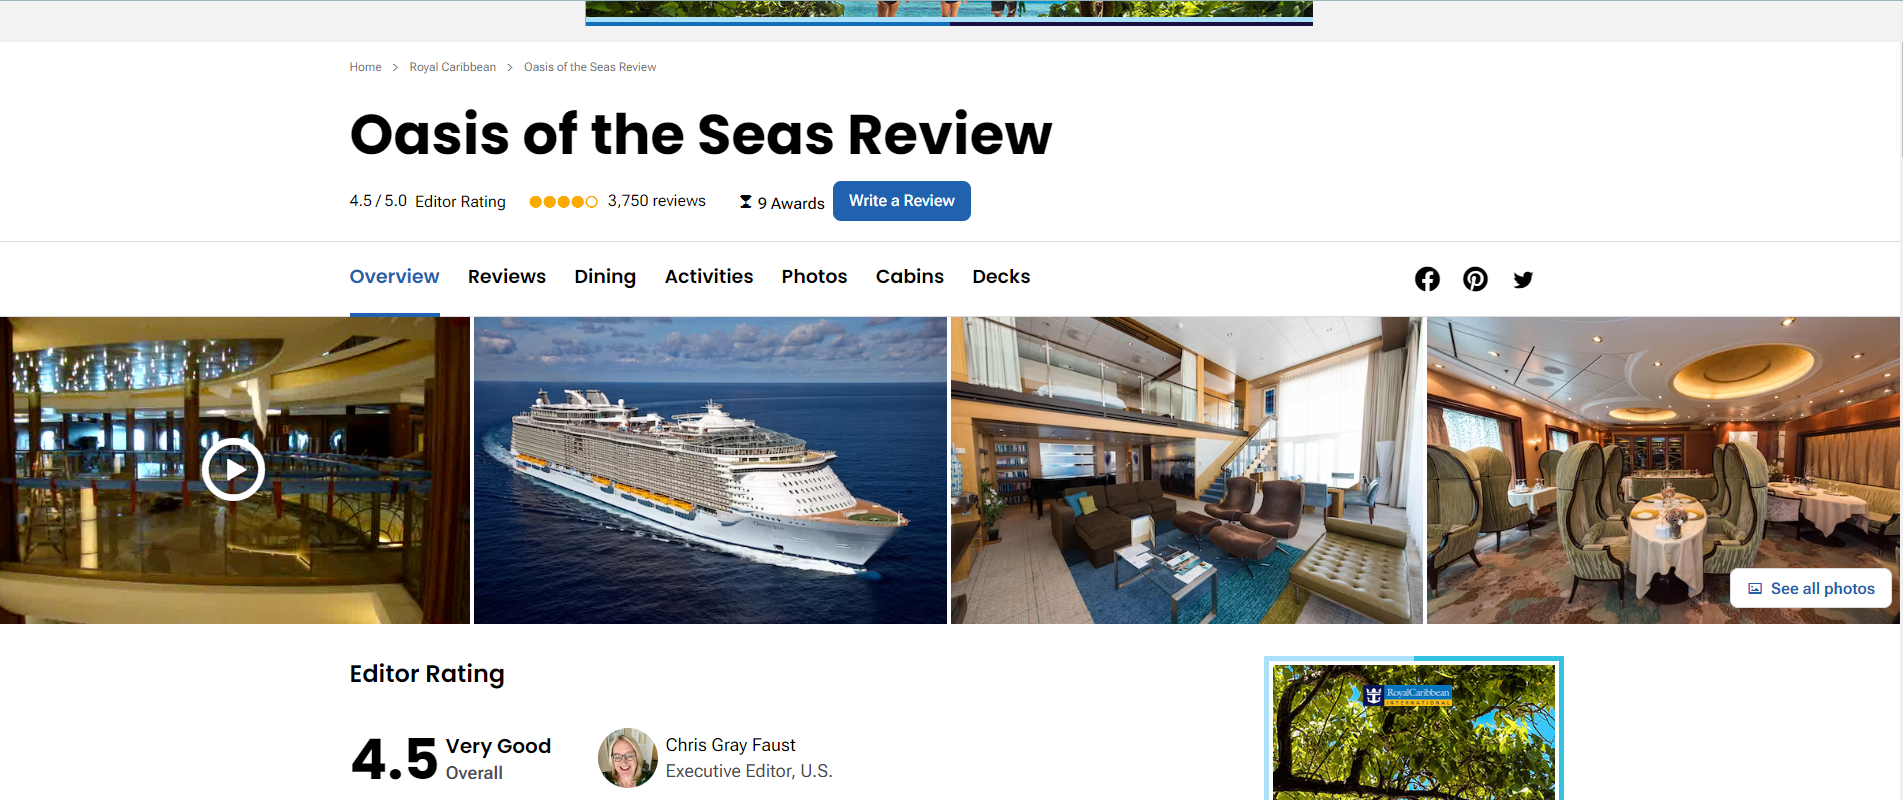 Home > Royal Caribbean > Oasis of the Seas Review
Oasis of the Seas Review
4.5 / 5.0 Editor Rating 3,750 reviews 9 Awards Write a Review
Overview Reviews Dining Activities Photos Cabins Decks
See all photos
Editor Rating
4.5 Very Good
Overall
Chris Gray Faust
Executive Editor, U.S.
RoyalCaribbean
INTERNATIONAL